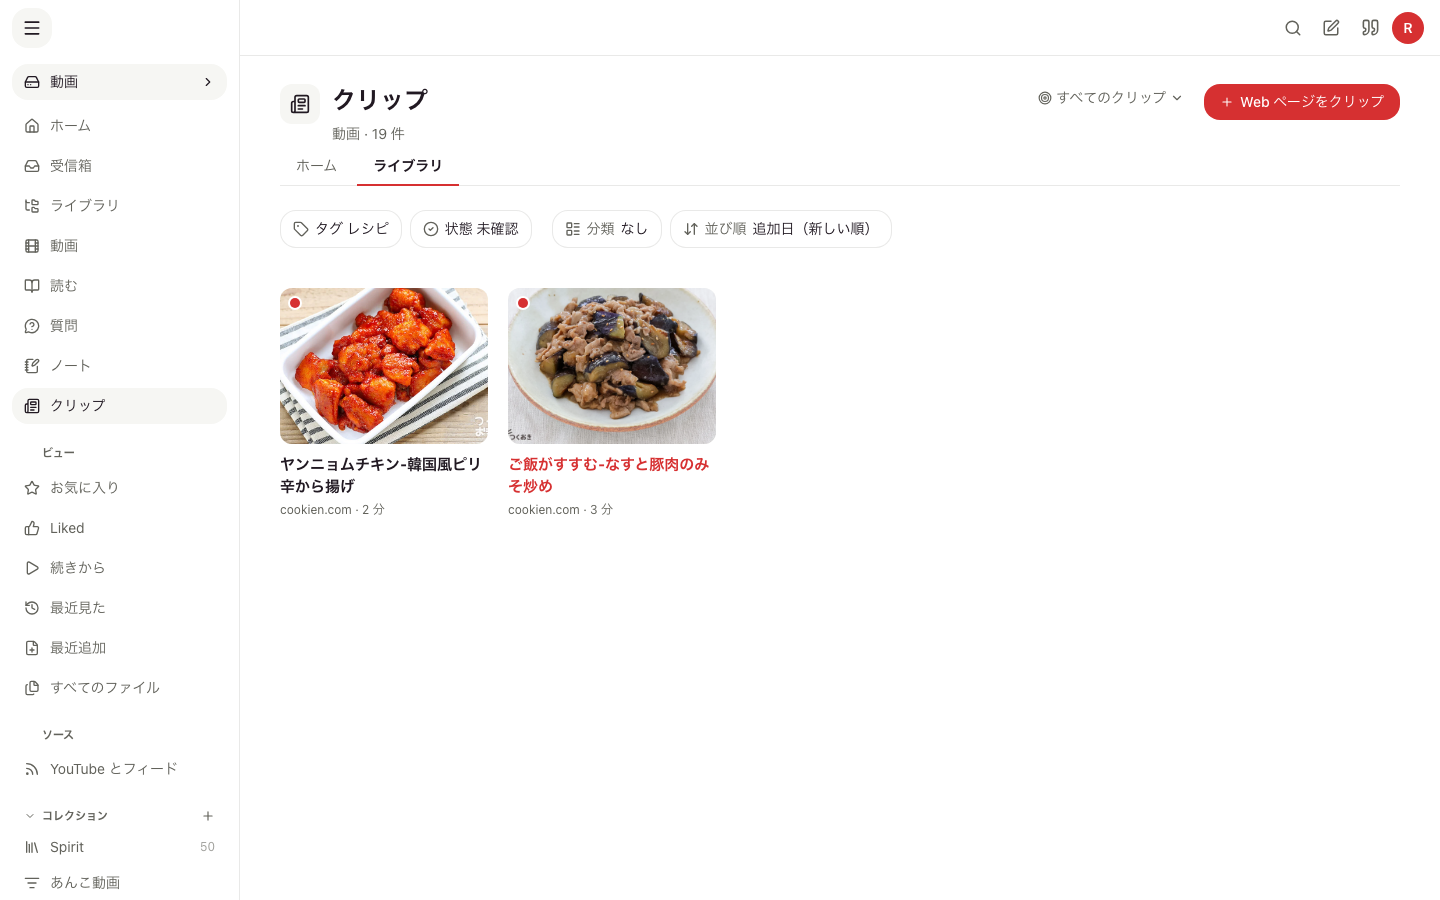 R
動画
ホーム
受信箱
ライブラリ
動画
読む
質問
ノート
クリップ
ビュー
お気に入り
Liked
続きから
最近見た
最近追加
すべてのファイル
ソース
YouTube とフィード
コレクション
Spirit 50
あんこ動画
クリップ
動画 · 19 件
すべてのクリップ
Web ページをクリップ
ホーム ライブラリ
タグ レシピ 状態 未確認 分類 なし 並び順 追加日（新しい順）
つくおき
ヤンニョムチキン-韓国風ピリ
辛から揚げ
cookien.com · 2 分
ご飯がすすむ-なすと豚肉のみ
そ炒め
cookien.com · 3 分